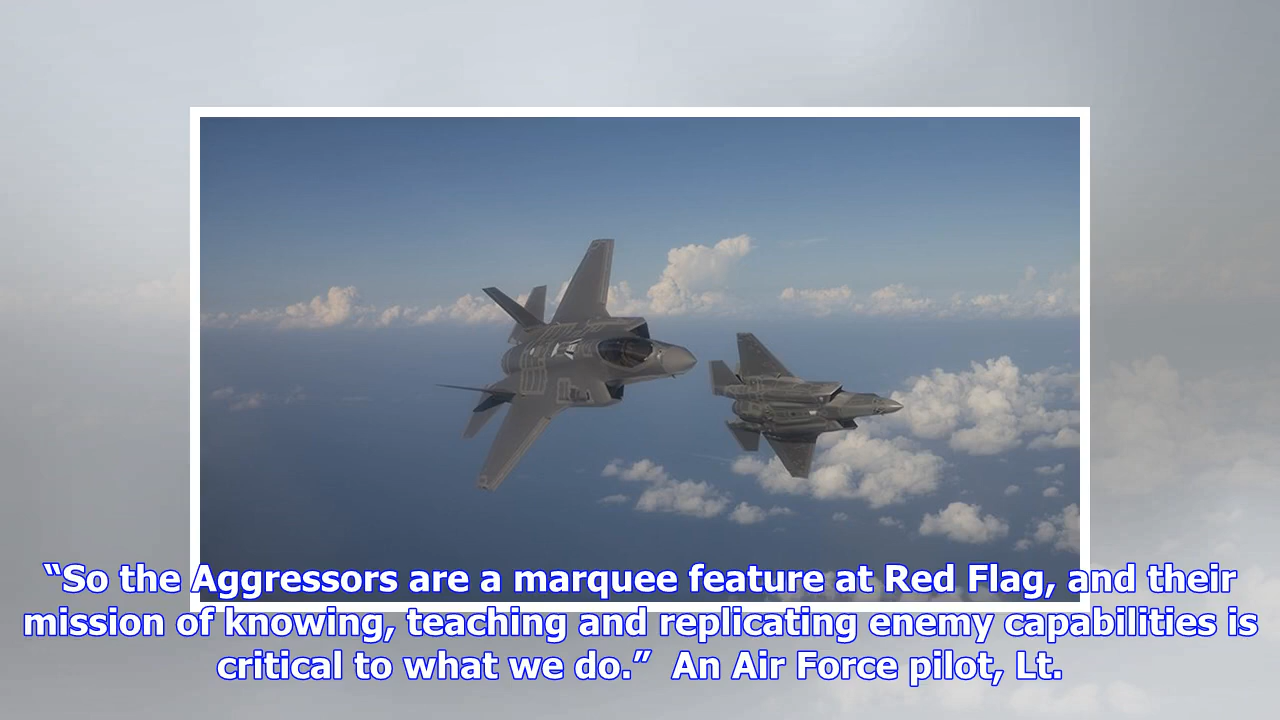 “So the Aggressors are a marquee feature at Red Flag, and their
mission of knowing, teaching and replicating enemy capabilities is
critical to what we do.”  An Air Force pilot, Lt.